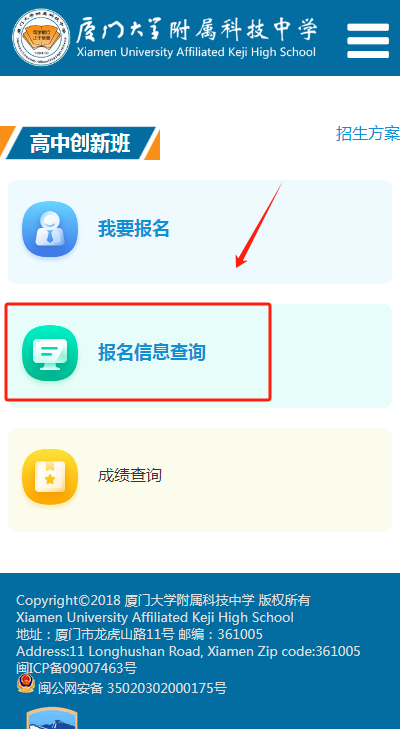 厦门大学附属科技中学
Xiamen University Affiliated Keji High School
高中创新班
招生方案
我要报名
报名信息查询
成绩查询
Copyright©2018 厦门大学附属科技中学 版权所有
Xiamen University Affiliated Keji High School
地址：厦门市龙虎山路11号 邮编：361005
Address:11 Longhushan Road, Xiamen Zip code:361005
闽ICP备09007463号
闽公网安备 35020302000175号